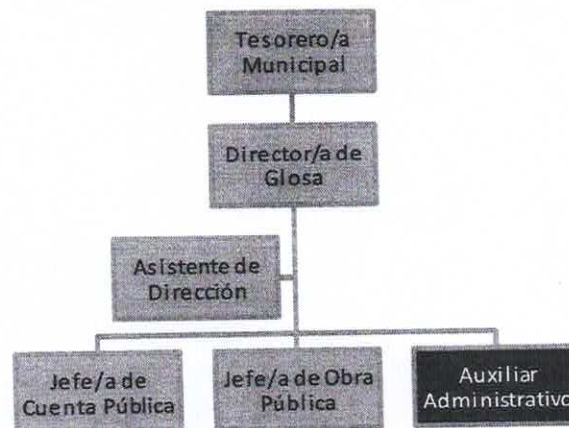 Tesorero/a
Municipal
Director/a de
Glosa
Asistente de
Dirección
Jefe/a de
Cuenta Pública
Jefe/a de Obra
Pública
Auxiliar
Administrativo